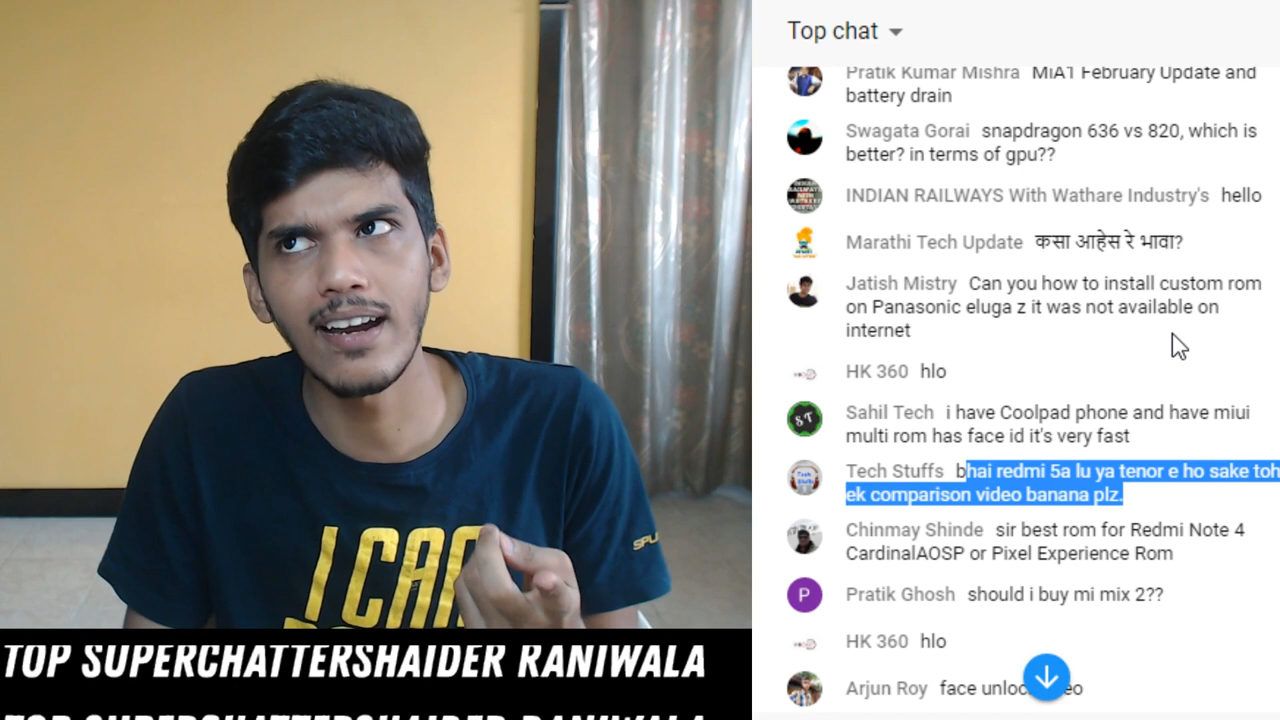 Top chat
Pratik Kumar Mishra MiA1 February Update and
battery drain
Swagata Gorai snapdragon 636 vs 820, which is
better? in terms of gpu??
INDIAN RAILWAYS With Wathare Industry's hello
Marathi Tech Update कसा आहेस रे भावा?
Jatish Mistry Can you how to install custom rom
on Panasonic eluga z it was not available on
internet
HK 360 hlo
Sahil Tech i have Coolpad phone and have miui
multi rom has face id it's very fast
Tech Stuffs bhai redmi 5a lu ya tenor e ho sake toh
ek comparison video banana plz.
Chinmay Shinde sir best rom for Redmi Note 4
CardinalAOSP or Pixel Experience Rom
P
Pratik Ghosh should i buy mi mix 2??
HK 360 hlo
Arjun Roy face
I CAN
TOP SUPERCHATTERSHAIDER RANIWALA